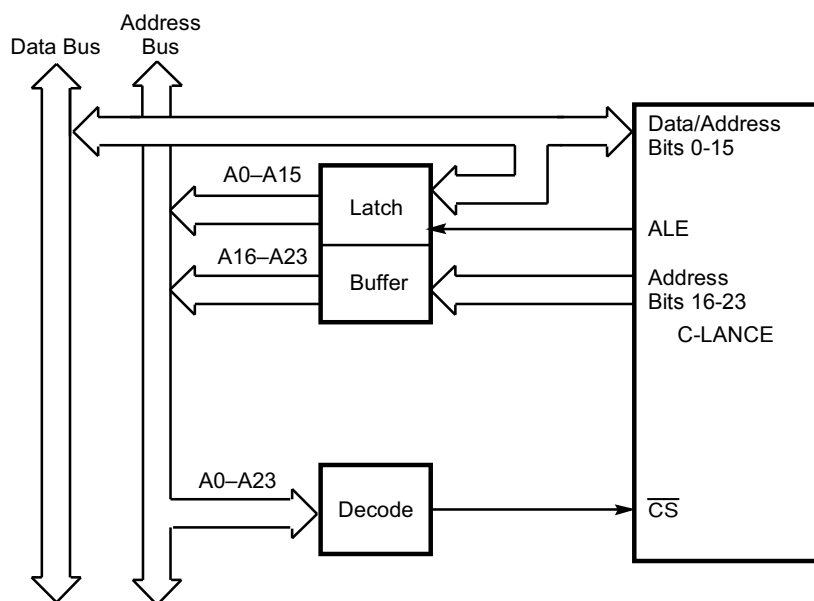 Data Bus
Address
Bus
Data/Address
Bits 0-15
A0–A15
Latch
ALE
A16–A23
Buffer
Address
Bits 16-23
C-LANCE
A0–A23
Decode
C̅S̅